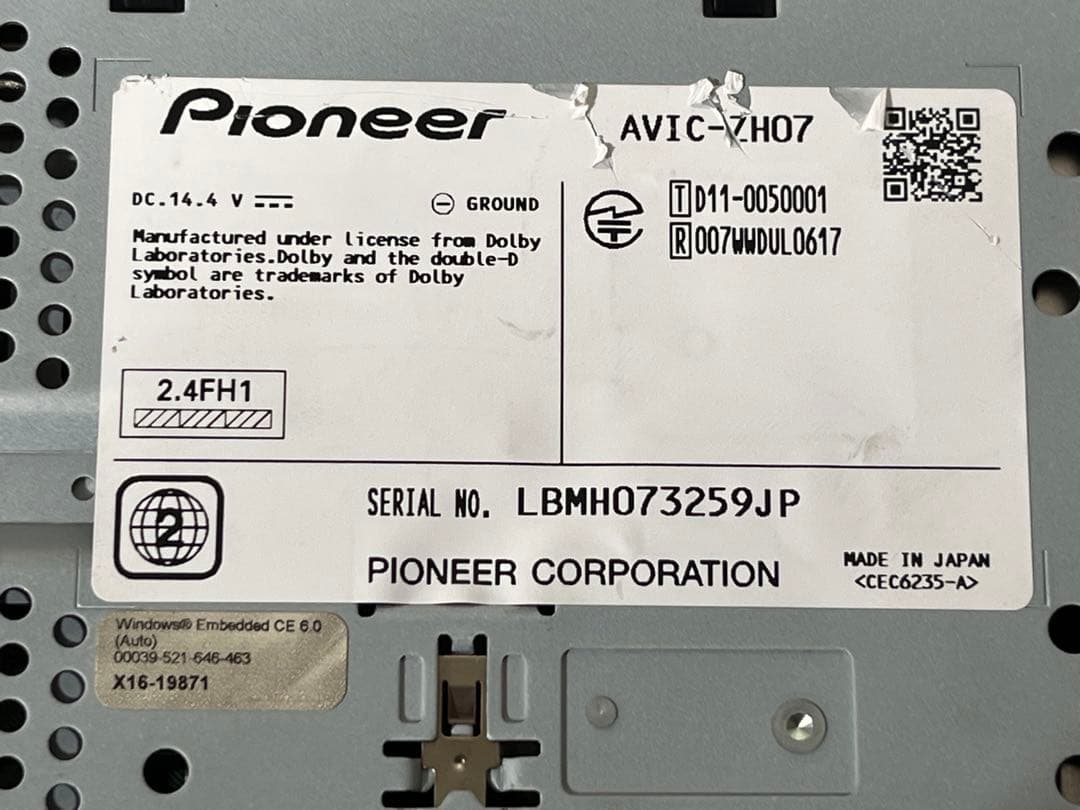 Pioneer
AVIC-ZH07
DC.14.4 V
GROUND
Manufactured under license from Dolby
Laboratories.Dolby and the double-D
symbol are trademarks of Dolby
Laboratories.
T D11-0050001
R 007WWDUL0617
2.4FH1
2
SERIAL NO. LBMH073259JP
PIONEER CORPORATION
MADE IN JAPAN
<CEC6235-A>
Windows® Embedded CE 6.0
(Auto)
00039-521-646-463
X16-19871